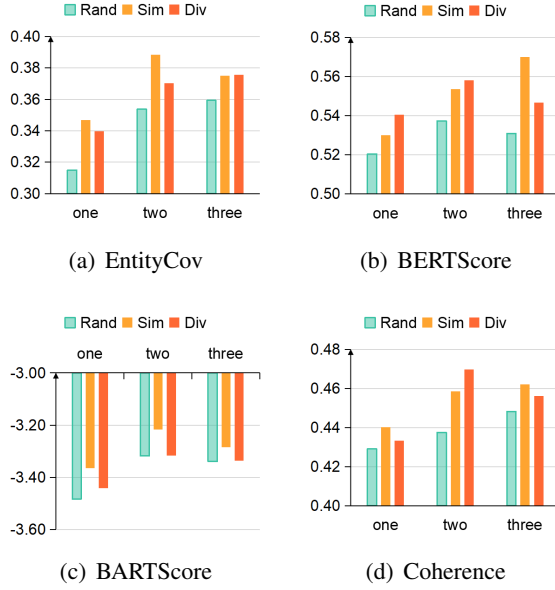 Rand Sim Div
0.40
0.38
0.36
0.34
0.32
0.30
one two three
(a) EntityCov
Rand Sim Div
0.58
0.56
0.54
0.52
0.50
one two three
(b) BERTScore
Rand Sim Div
one two three
-3.00
-3.20
-3.40
-3.60
(c) BARTScore
Rand Sim Div
0.48
0.46
0.44
0.42
0.40
one two three
(d) Coherence